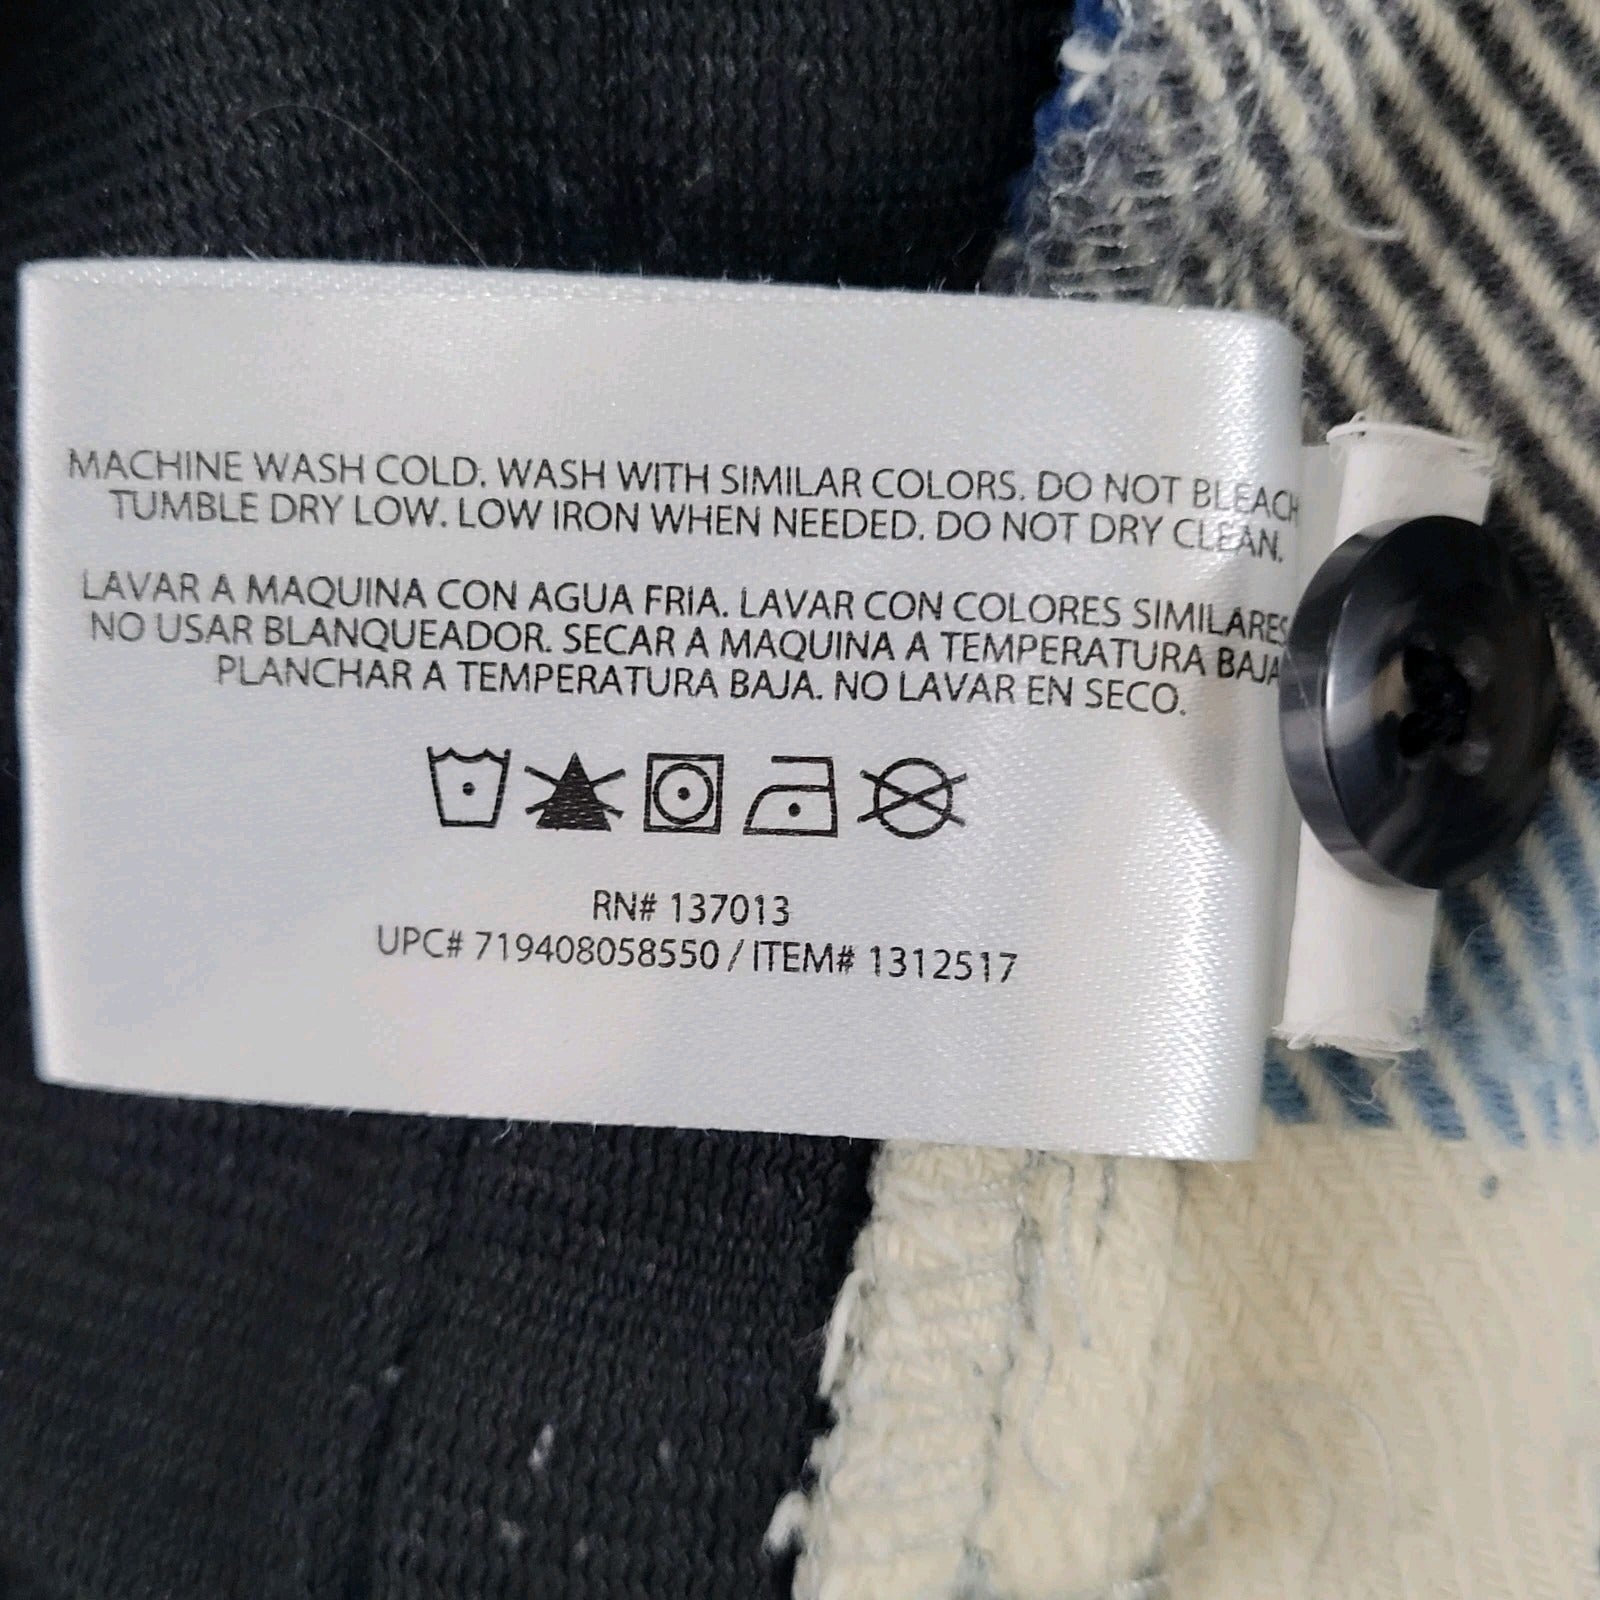 MACHINE WASH COLD. WASH WITH SIMILAR COLORS. DO NOT BLEACH
TUMBLE DRY LOW. LOW IRON WHEN NEEDED. DO NOT DRY CLEAN.
LAVAR A MAQUINA CON AGUA FRIA. LAVAR CON COLORES SIMILARES
NO USAR BLANQUEADOR. SECAR A MAQUINA A TEMPERATURA BAJA
PLANCHAR A TEMPERATURA BAJA. NO LAVAR EN SECO.
RN# 137013
UPC# 719408058550 / ITEM# 1312517